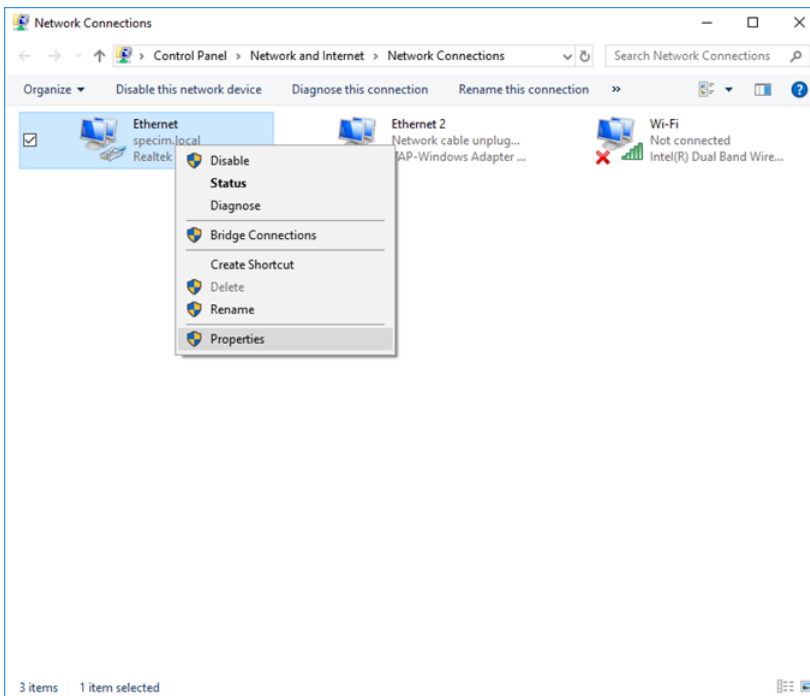 Network Connections
Control Panel > Network and Internet > Network Connections
Search Network Connections
Organize
Disable this network device
Diagnose this connection
Rename this connection
»
Ethernet
specim.local
Realtek
Ethernet 2
Network cable unplug...
TAP-Windows Adapter ...
Wi-Fi
Not connected
Intel(R) Dual Band Wire...
Disable
Status
Diagnose
Bridge Connections
Create Shortcut
Delete
Rename
Properties
3 items
1 item selected